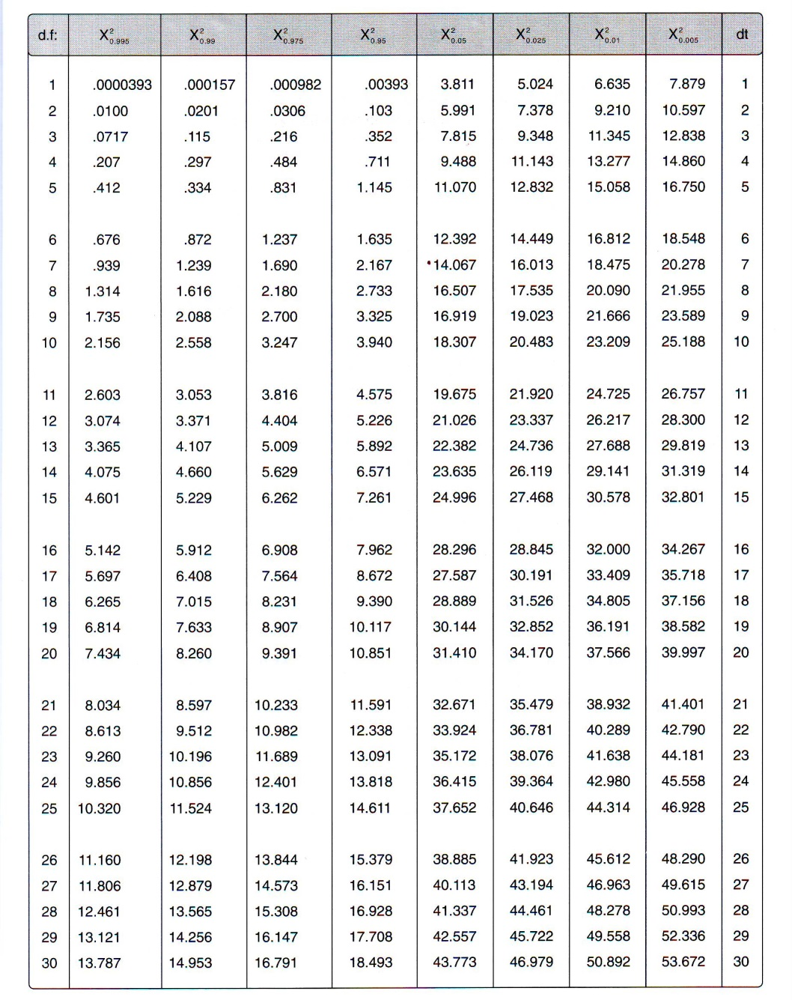 d.f: X²0.995 X²0.99 X²0.975 X²0.95 X²0.05 X²0.025 X²0.01 X²0.005 dt
1 .0000393 .000157 .000982 .00393 3.811 5.024 6.635 7.879 1
2 .0100 .0201 .0306 .103 5.991 7.378 9.210 10.597 2
3 .0717 .115 .216 .352 7.815 9.348 11.345 12.838 3
4 .207 .297 .484 .711 9.488 11.143 13.277 14.860 4
5 .412 .334 .831 1.145 11.070 12.832 15.058 16.750 5
6 .676 .872 1.237 1.635 12.392 14.449 16.812 18.548 6
7 .939 1.239 1.690 2.167 14.067 16.013 18.475 20.278 7
8 1.314 1.616 2.180 2.733 16.507 17.535 20.090 21.955 8
9 1.735 2.088 2.700 3.325 16.919 19.023 21.666 23.589 9
10 2.156 2.558 3.247 3.940 18.307 20.483 23.209 25.188 10
11 2.603 3.053 3.816 4.575 19.675 21.920 24.725 26.757 11
12 3.074 3.371 4.404 5.226 21.026 23.337 26.217 28.300 12
13 3.365 4.107 5.009 5.892 22.382 24.736 27.688 29.819 13
14 4.075 4.660 5.629 6.571 23.635 26.119 29.141 31.319 14
15 4.601 5.229 6.262 7.261 24.996 27.468 30.578 32.801 15
16 5.142 5.912 6.908 7.962 28.296 28.845 32.000 34.267 16
17 5.697 6.408 7.564 8.672 27.587 30.191 33.409 35.718 17
18 6.265 7.015 8.231 9.390 28.889 31.526 34.805 37.156 18
19 6.814 7.633 8.907 10.117 30.144 32.852 36.191 38.582 19
20 7.434 8.260 9.391 10.851 31.410 34.170 37.566 39.997 20
21 8.034 8.597 10.233 11.591 32.671 35.479 38.932 41.401 21
22 8.613 9.512 10.982 12.338 33.924 36.781 40.289 42.790 22
23 9.260 10.196 11.689 13.091 35.172 38.076 41.638 44.181 23
24 9.856 10.856 12.401 13.818 36.415 39.364 42.980 45.558 24
25 10.320 11.524 13.120 14.611 37.652 40.646 44.314 46.928 25
26 11.160 12.198 13.844 15.379 38.885 41.923 45.612 48.290 26
27 11.806 12.879 14.573 16.151 40.113 43.194 46.963 49.615 27
28 12.461 13.565 15.308 16.928 41.337 44.461 48.278 50.993 28
29 13.121 14.256 16.147 17.708 42.557 45.722 49.558 52.336 29
30 13.787 14.953 16.791 18.493 43.773 46.979 50.892 53.672 30